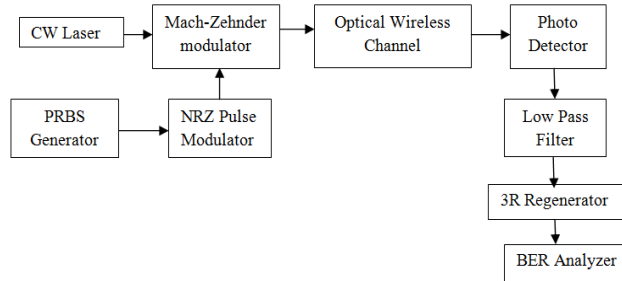 CW Laser
Mach-Zehnder
modulator
Optical Wireless
Channel
Photo
Detector
PRBS
Generator
NRZ Pulse
Modulator
Low Pass
Filter
3R Regenerator
BER Analyzer